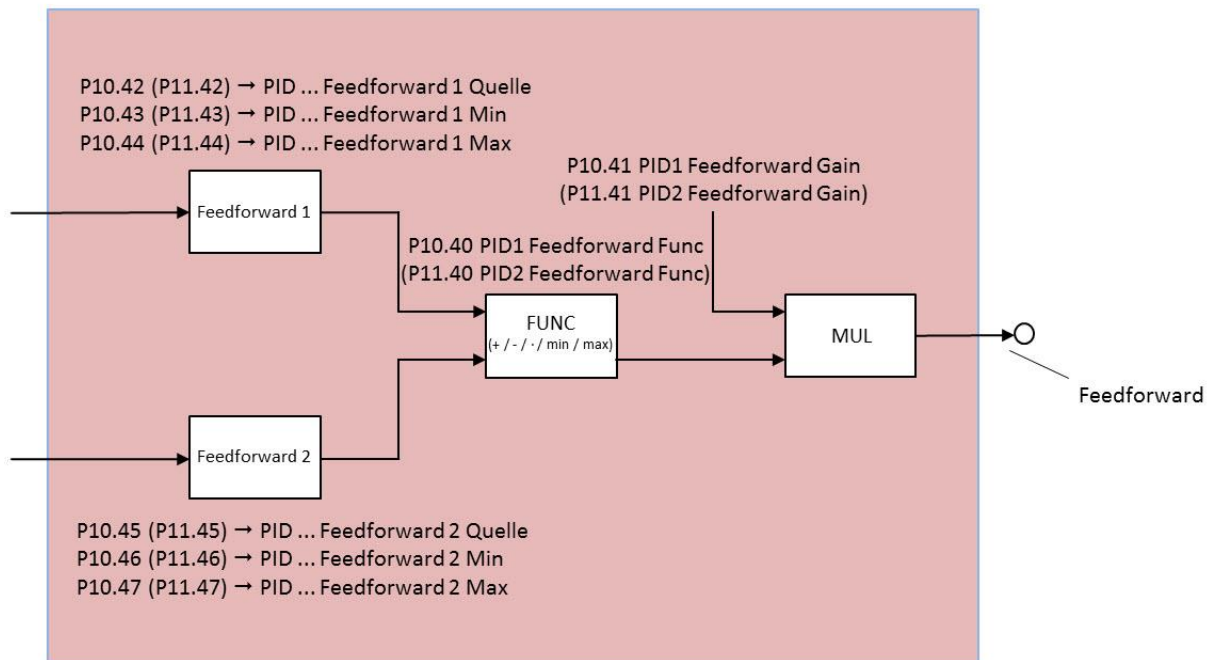 P10.42 (P11.42) → PID ... Feedforward 1 Quelle
P10.43 (P11.43) → PID ... Feedforward 1 Min
P10.44 (P11.44) → PID ... Feedforward 1 Max
P10.41 PID1 Feedforward Gain
(P11.41 PID2 Feedforward Gain)
Feedforward 1
P10.40 PID1 Feedforward Func
(P11.40 PID2 Feedforward Func)
FUNC
(+ / - / · / min / max)
MUL
Feedforward
Feedforward 2
P10.45 (P11.45) → PID ... Feedforward 2 Quelle
P10.46 (P11.46) → PID ... Feedforward 2 Min
P10.47 (P11.47) → PID ... Feedforward 2 Max